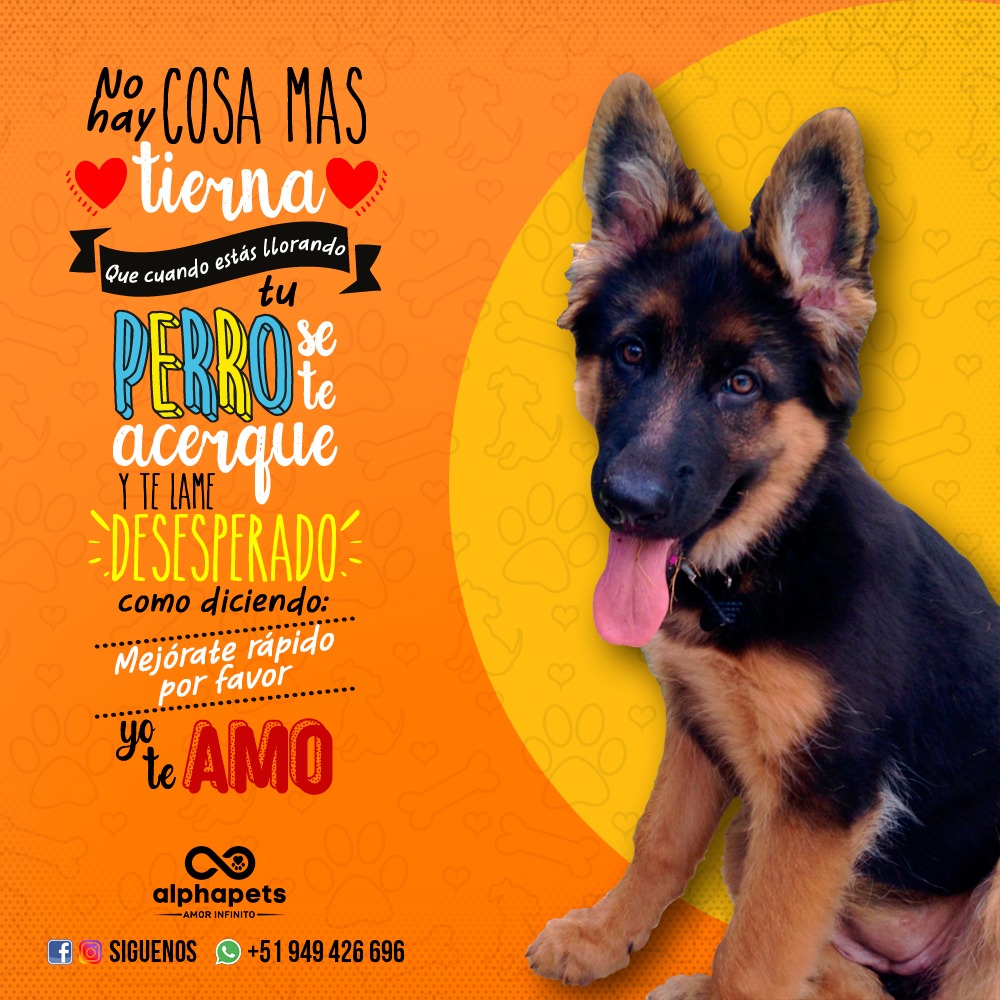 No
hay COSA MAS
tierna
Que cuando estás llorando
tu
PERRO se
te
acerque
Y TE LAME
DESESPERADO
como diciendo:
Mejórate rápido
por favor
yo
te AMO
alphapets
AMOR INFINITO
SIGUENOS +51 949 426 696